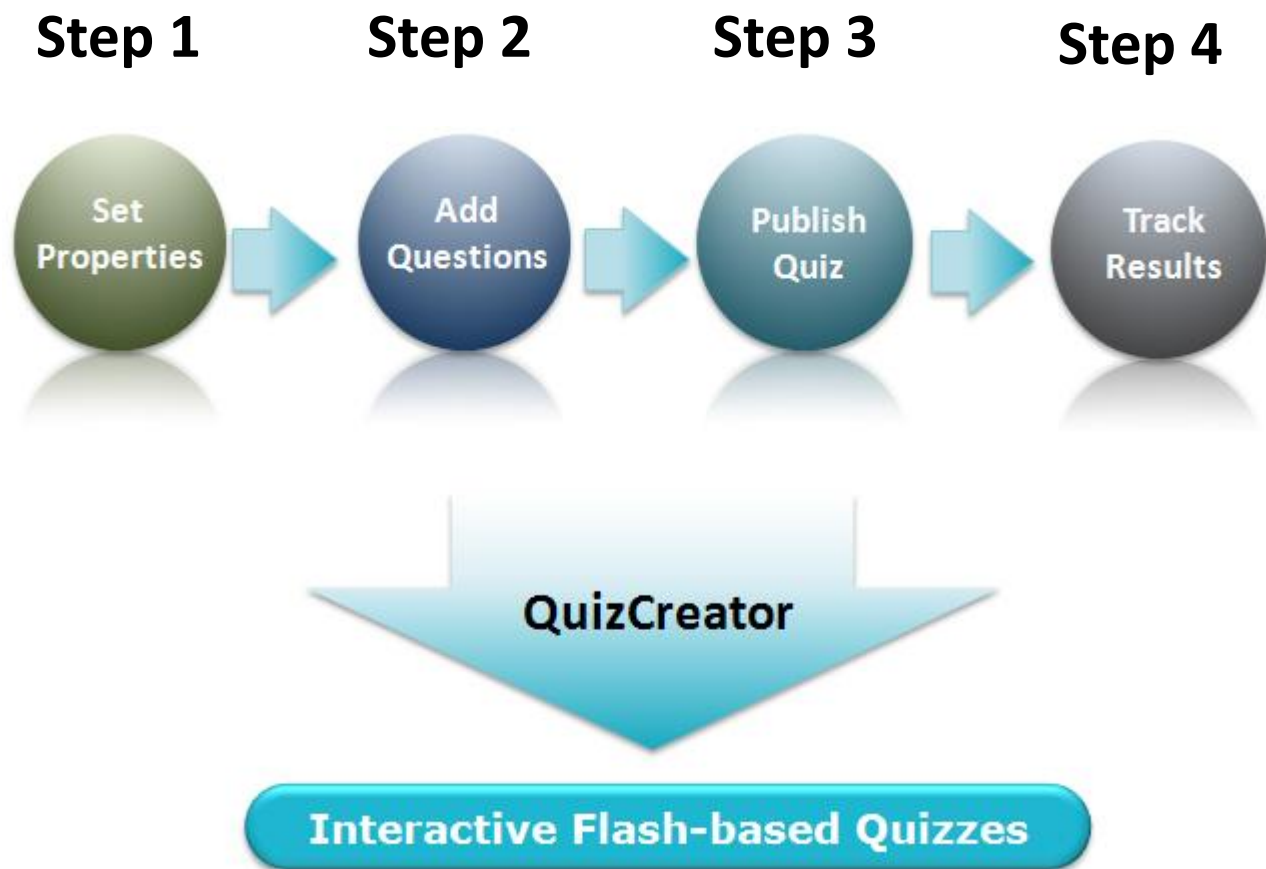 Step 1
Step 2
Step 3
Step 4
Set
Properties
Add
Questions
Publish
Quiz
Track
Results
QuizCreator
Interactive Flash-based Quizzes